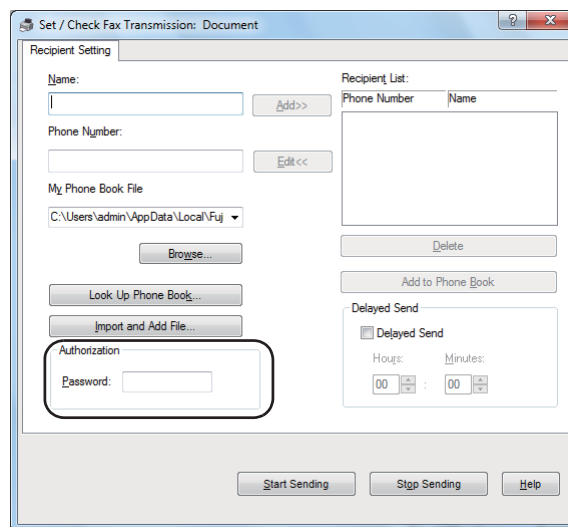 Set / Check Fax Transmission: Document
Recipient Setting
Name:
Add>>
Phone Number:
Edit<<
My Phone Book File
C:\Users\admin\AppData\Local\Fuj
Browse...
Look Up Phone Book...
Import and Add File...
Authorization
Password:
Recipient List:
Phone Number Name
Delete
Add to Phone Book
Delayed Send
Delayed Send
Hours: Minutes:
00 : 00
Start Sending Stop Sending Help